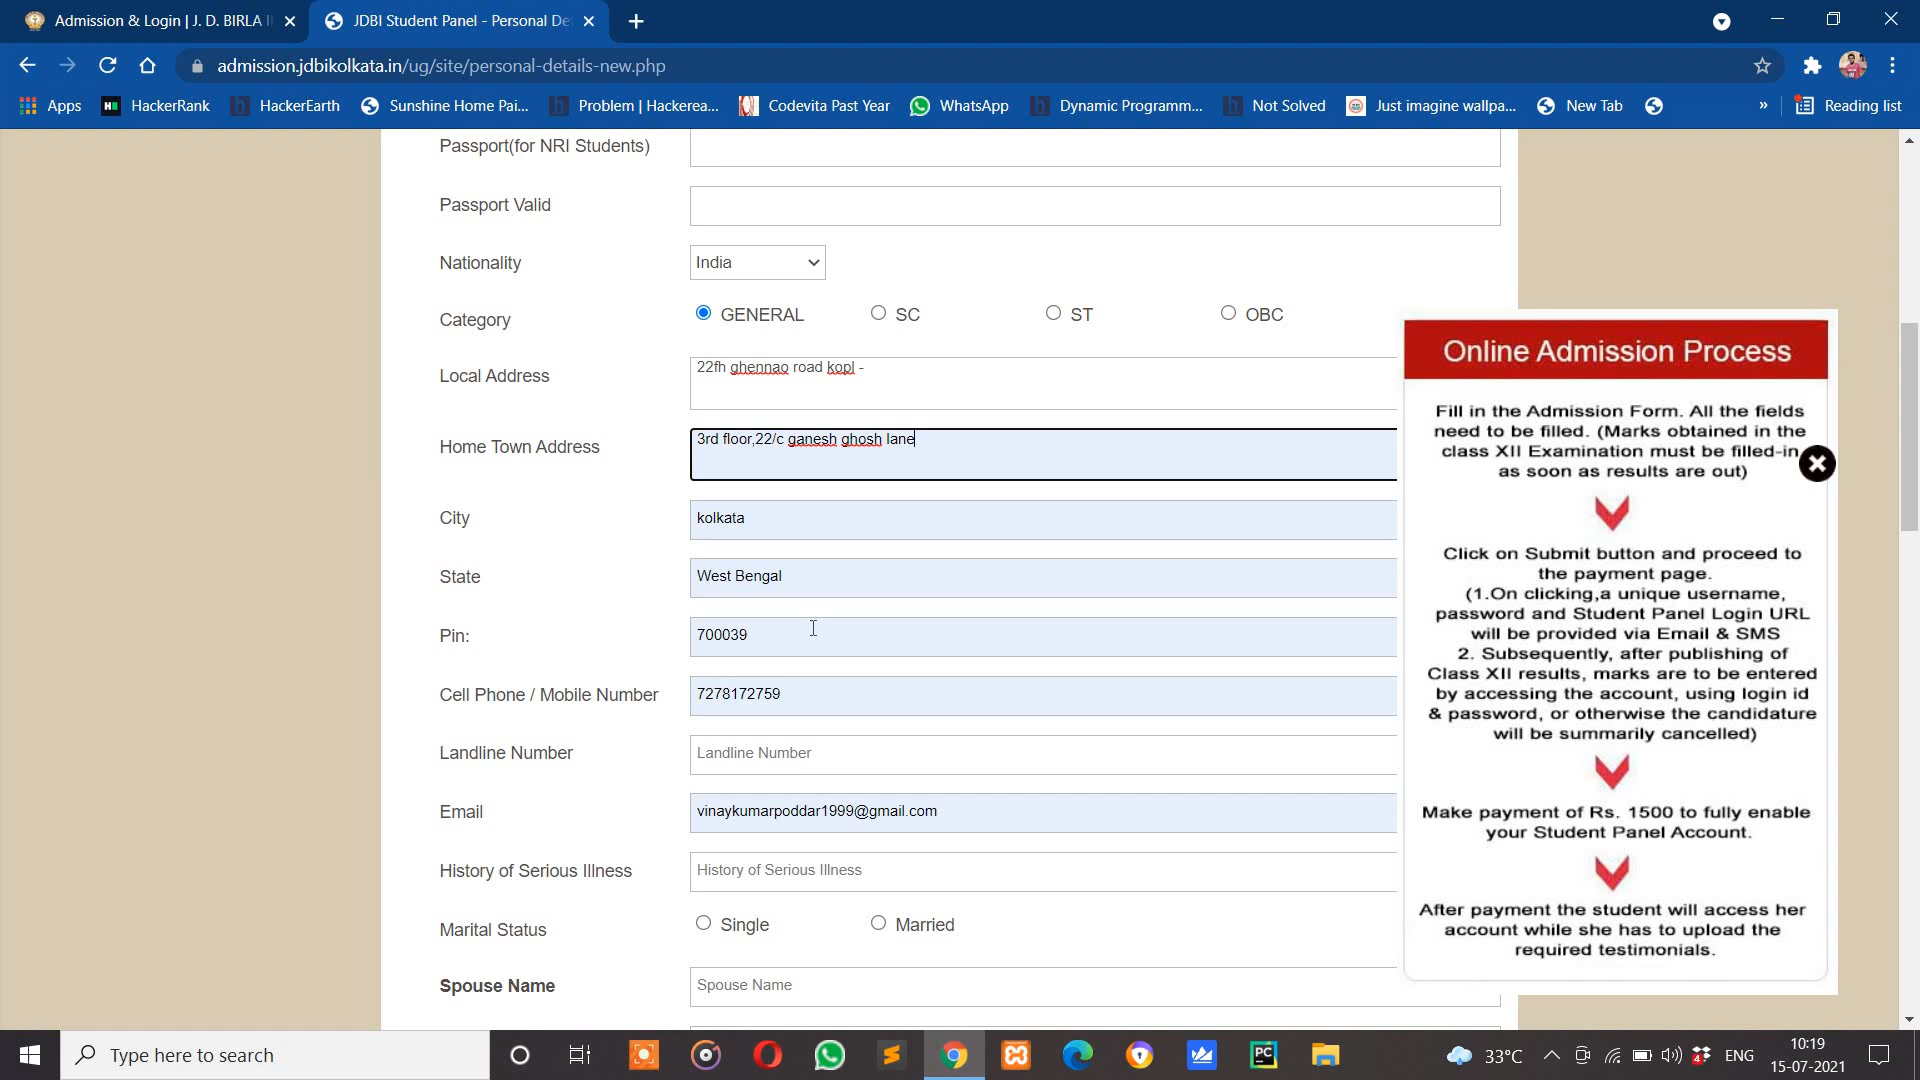 Admission & Login | J. D. BIRLA I
JDBI Student Panel - Personal De
admission.jdbikolkata.in/ug/site/personal-details-new.php
Apps
HackerRank
HackerEarth
Sunshine Home Pai...
Problem | Hackerea...
Codevita Past Year
WhatsApp
Dynamic Programm...
Not Solved
Just imagine wallpa...
New Tab
»
Reading list
Passport(for NRI Students)
Passport Valid
Nationality
India
Category
GENERAL
SC
ST
OBC
Local Address
22fh ghennao road kopl -
Home Town Address
3rd floor,22/c ganesh ghosh lane
City
kolkata
State
West Bengal
Pin:
700039
Cell Phone / Mobile Number
7278172759
Landline Number
Landline Number
Email
vinaykumarpoddar1999@gmail.com
History of Serious Illness
History of Serious Illness
Marital Status
Single
Married
Spouse Name
Spouse Name
Online Admission Process
Fill in the Admission Form. All the fields
need to be filled. (Marks obtained in the
class XII Examination must be filled-in
as soon as results are out)
Click on Submit button and proceed to
the payment page.
(1.On clicking,a unique username,
password and Student Panel Login URL
will be provided via Email & SMS
2. Subsequently, after publishing of
Class XII results, marks are to be entered
by accessing the account, using login id
& password, or otherwise the candidature
will be summarily cancelled)
Make payment of Rs. 1500 to fully enable
your Student Panel Account.
After payment the student will access her
account while she has to upload the
required testimonials.
Type here to search
PC
33°C
4
ENG
10:19
15-07-2021